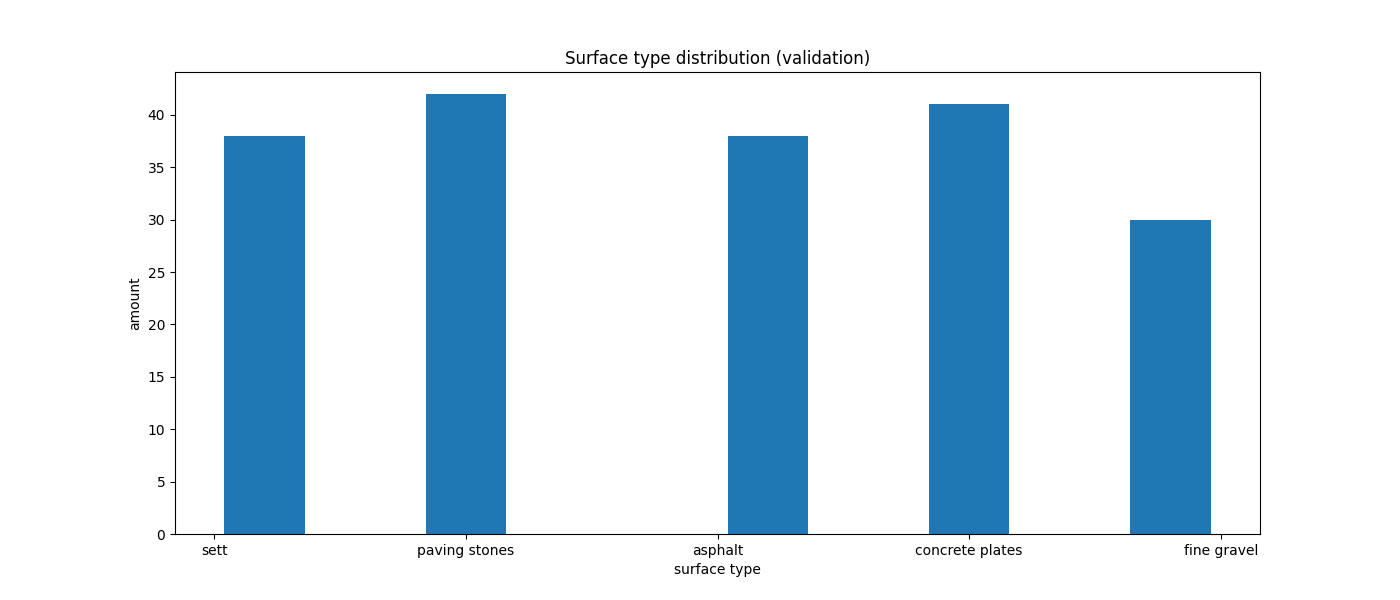 Surface type distribution (validation)
amount
40
35
30
25
20
15
10
5
0
sett paving stones asphalt concrete plates fine gravel
surface type